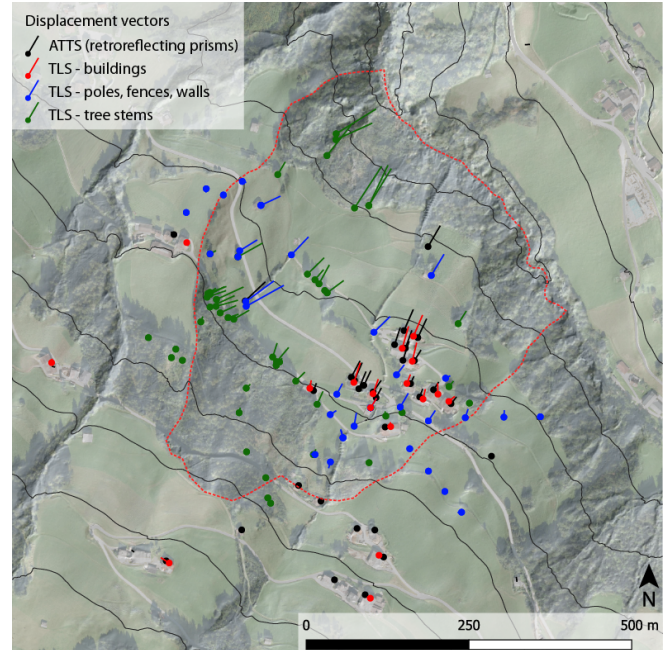 Displacement vectors
ATTS (retroreflecting prisms)
TLS - buildings
TLS - poles, fences, walls
TLS - tree stems
N
0 250 500 m